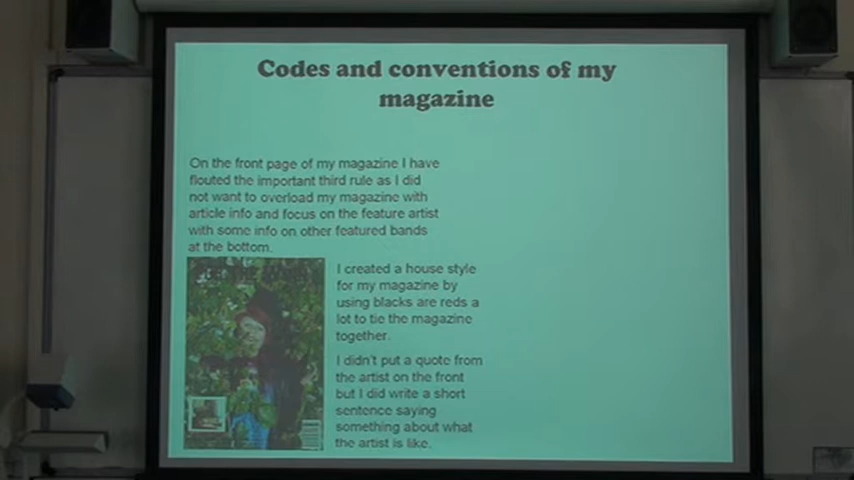 Codes and conventions of my
magazine
On the front page of my magazine I have
flouted the important third rule as I did
not want to overload my magazine with
article info and focus on the feature artist
with some info on other featured bands
at the bottom.
I created a house style
for my magazine by
using blacks are reds a
lot to tie the magazine
together.
I didn't put a quote from
the artist on the front
but I did write a short
sentence saying
something about what
the artist is like.